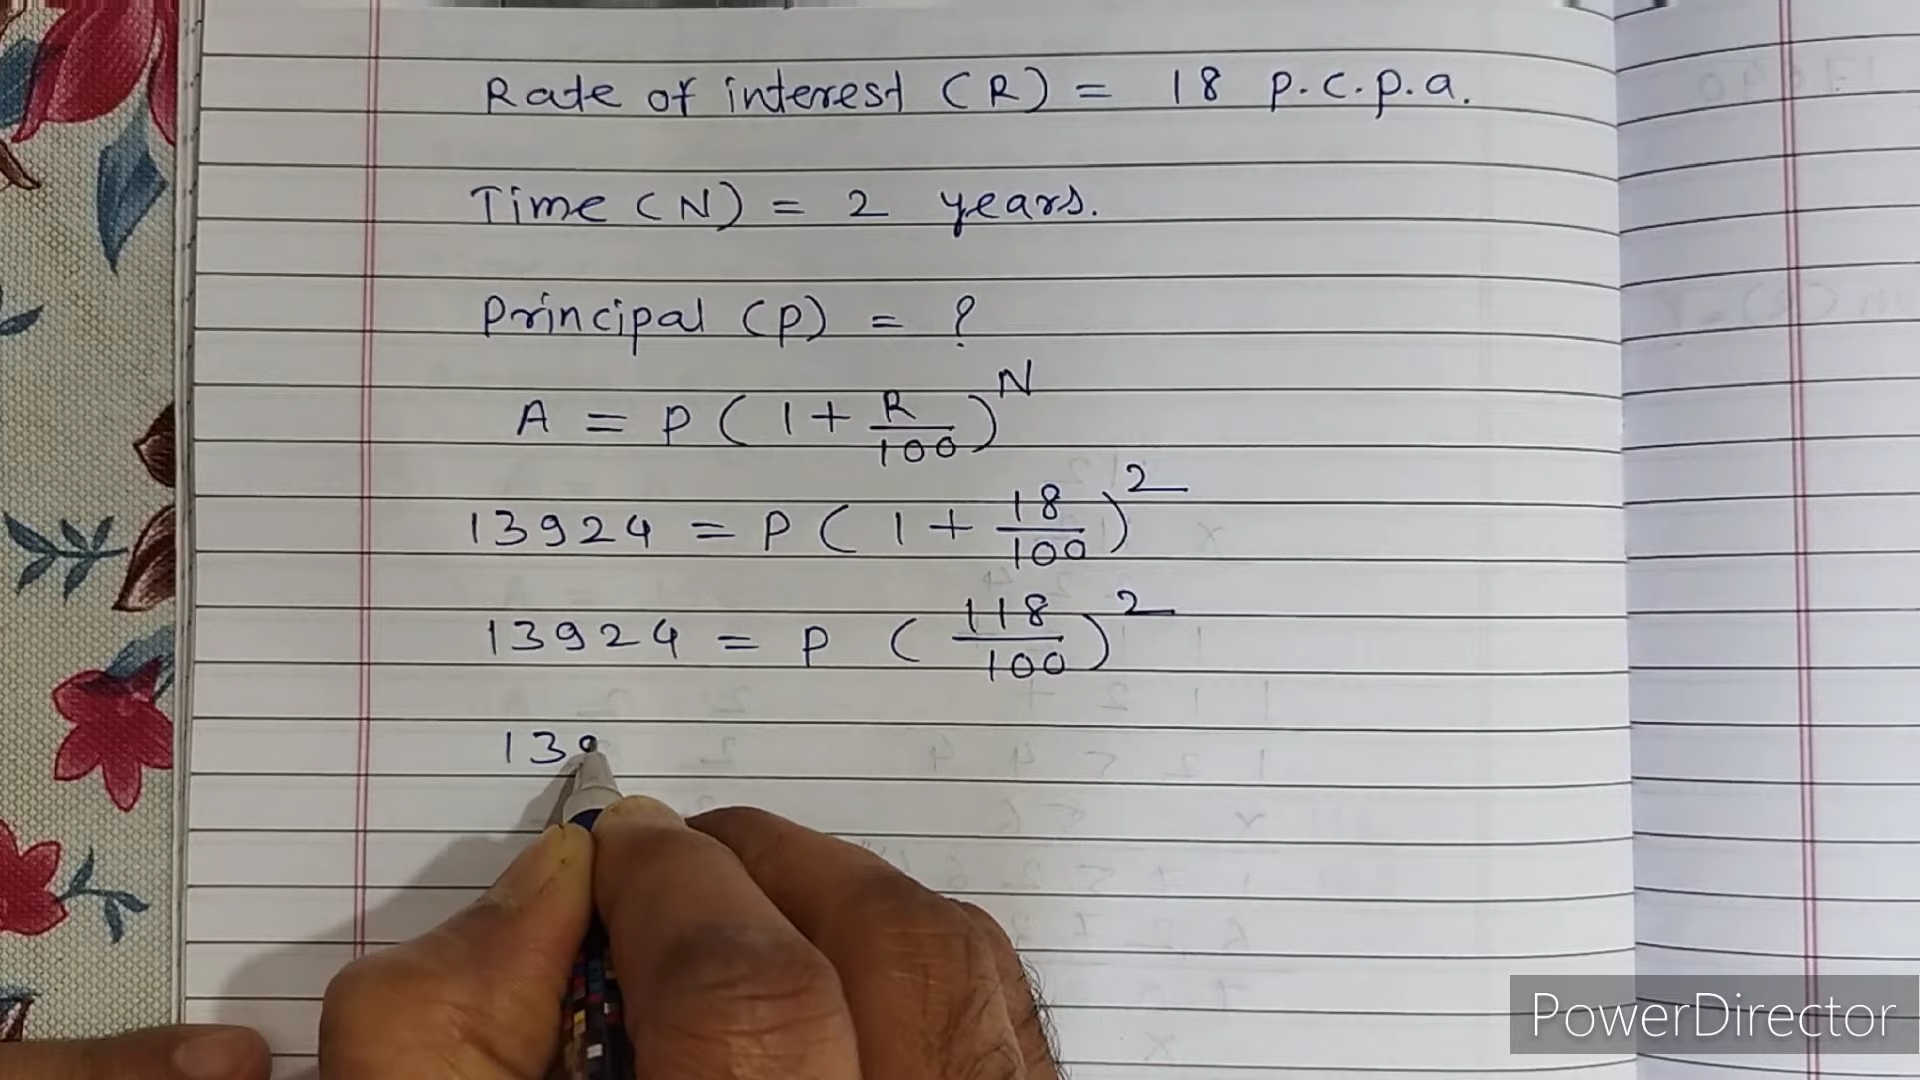 Rate of interest (R) = 18 p.c.p.a.
Time (N) = 2 years.
Principal (P) = ?
A = P ( 1 + R/100 )^N
13924 = P ( 1 + 18/100 )^2
13924 = P ( 118/100 )^2
139
PowerDirector